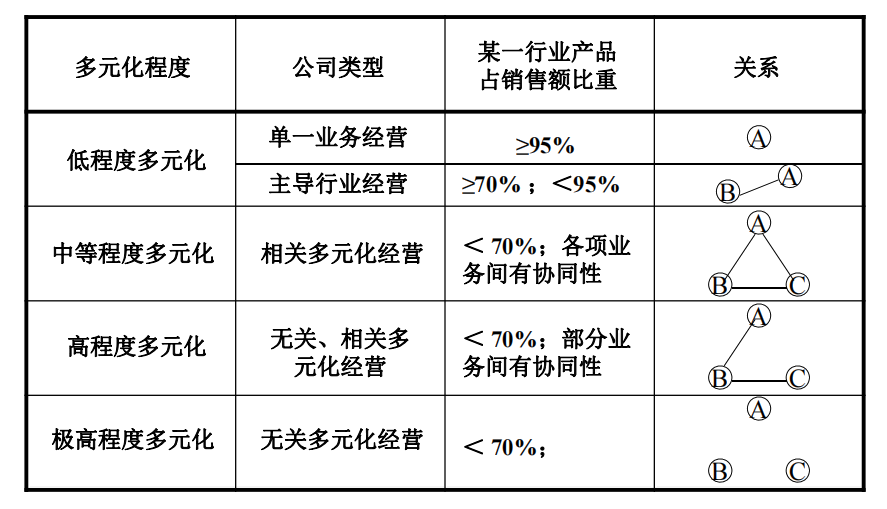 多元化程度
公司类型
某一行业产品
占销售额比重
关系
低程度多元化
单一业务经营
≥95%
A
主导行业经营
≥70%；＜95%
B A
中等程度多元化
相关多元化经营
＜70%；各项业
务间有协同性
A
B C
高程度多元化
无关、相关多
元化经营
＜70%；部分业
务间有协同性
A
B C
极高程度多元化
无关多元化经营
＜70%；
A
B C